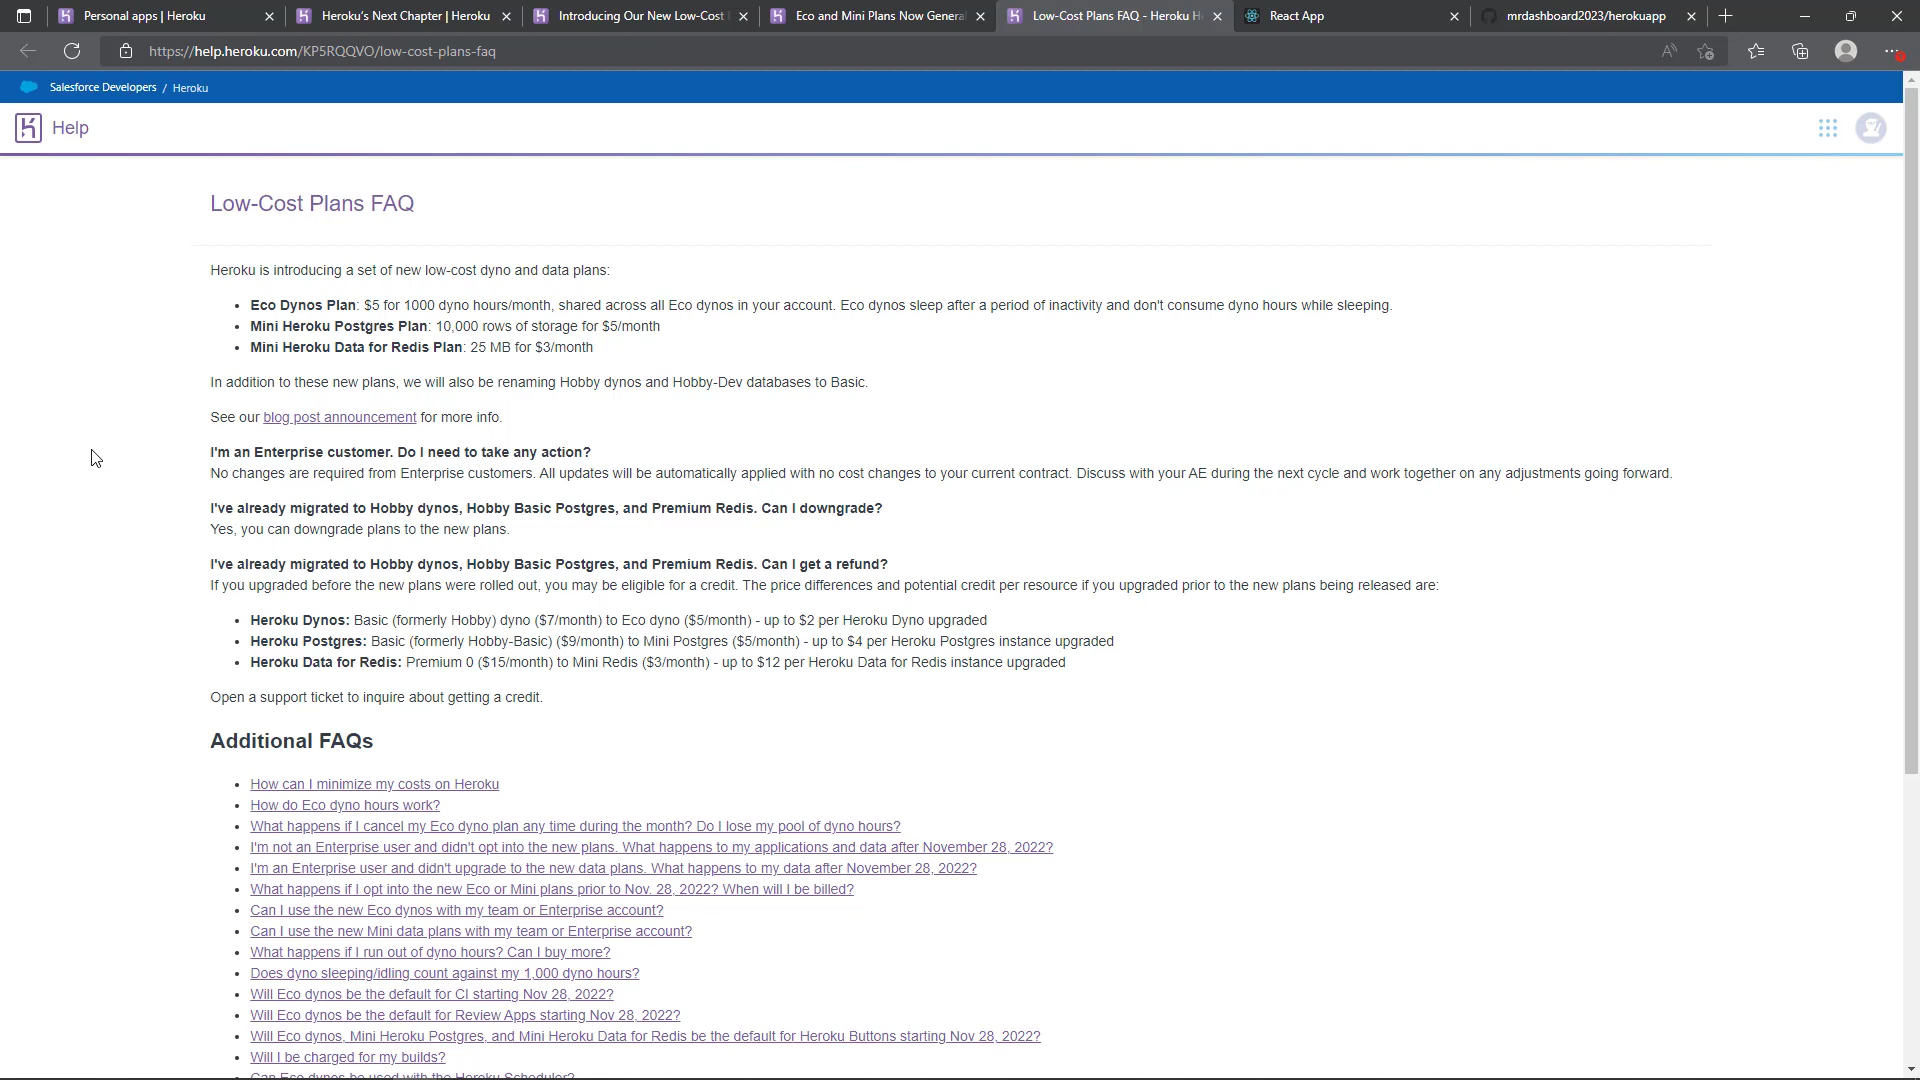 Personal apps | Heroku
Heroku's Next Chapter | Heroku
Introducing Our New Low-Cost
Eco and Mini Plans Now Genera
Low-Cost Plans FAQ - Heroku H
React App
mrdashboard2023/herokuapp
https://help.heroku.com/KP5RQQVO/low-cost-plans-faq
Salesforce Developers / Heroku
Help
Low-Cost Plans FAQ
Heroku is introducing a set of new low-cost dyno and data plans:
• Eco Dynos Plan: $5 for 1000 dyno hours/month, shared across all Eco dynos in your account. Eco dynos sleep after a period of inactivity and don't consume dyno hours while sleeping.
• Mini Heroku Postgres Plan: 10,000 rows of storage for $5/month
• Mini Heroku Data for Redis Plan: 25 MB for $3/month
In addition to these new plans, we will also be renaming Hobby dynos and Hobby-Dev databases to Basic.
See our blog post announcement for more info.
I'm an Enterprise customer. Do I need to take any action?
No changes are required from Enterprise customers. All updates will be automatically applied with no cost changes to your current contract. Discuss with your AE during the next cycle and work together on any adjustments going forward.
I've already migrated to Hobby dynos, Hobby Basic Postgres, and Premium Redis. Can I downgrade?
Yes, you can downgrade plans to the new plans.
I've already migrated to Hobby dynos, Hobby Basic Postgres, and Premium Redis. Can I get a refund?
If you upgraded before the new plans were rolled out, you may be eligible for a credit. The price differences and potential credit per resource if you upgraded prior to the new plans being released are:
• Heroku Dynos: Basic (formerly Hobby) dyno ($7/month) to Eco dyno ($5/month) - up to $2 per Heroku Dyno upgraded
• Heroku Postgres: Basic (formerly Hobby-Basic) ($9/month) to Mini Postgres ($5/month) - up to $4 per Heroku Postgres instance upgraded
• Heroku Data for Redis: Premium 0 ($15/month) to Mini Redis ($3/month) - up to $12 per Heroku Data for Redis instance upgraded
Open a support ticket to inquire about getting a credit.
Additional FAQs
• How can I minimize my costs on Heroku
• How do Eco dyno hours work?
• What happens if I cancel my Eco dyno plan any time during the month? Do I lose my pool of dyno hours?
• I'm not an Enterprise user and didn't opt into the new plans. What happens to my applications and data after November 28, 2022?
• I'm an Enterprise user and didn't upgrade to the new data plans. What happens to my data after November 28, 2022?
• What happens if I opt into the new Eco or Mini plans prior to Nov. 28, 2022? When will I be billed?
• Can I use the new Eco dynos with my team or Enterprise account?
• Can I use the new Mini data plans with my team or Enterprise account?
• What happens if I run out of dyno hours? Can I buy more?
• Does dyno sleeping/idling count against my 1,000 dyno hours?
• Will Eco dynos be the default for CI starting Nov 28, 2022?
• Will Eco dynos be the default for Review Apps starting Nov 28, 2022?
• Will Eco dynos, Mini Heroku Postgres, and Mini Heroku Data for Redis be the default for Heroku Buttons starting Nov 28, 2022?
• Will I be charged for my builds?
• Can Eco dynos be used with the Heroku Scheduler?